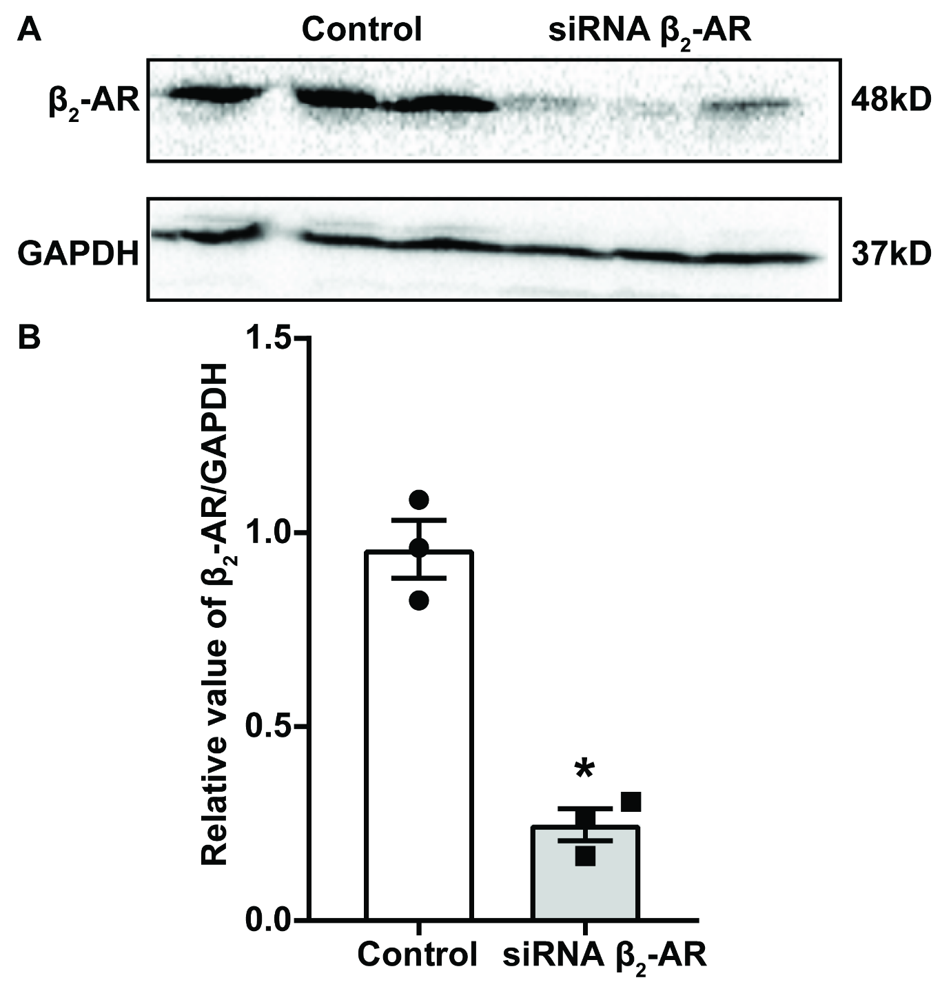 A
Control siRNA β₂-AR
β₂-AR 48kD
GAPDH 37kD
B
Relative value of β₂-AR/GAPDH
1.5
1.0
0.5
0.0
*
Control siRNA β₂-AR